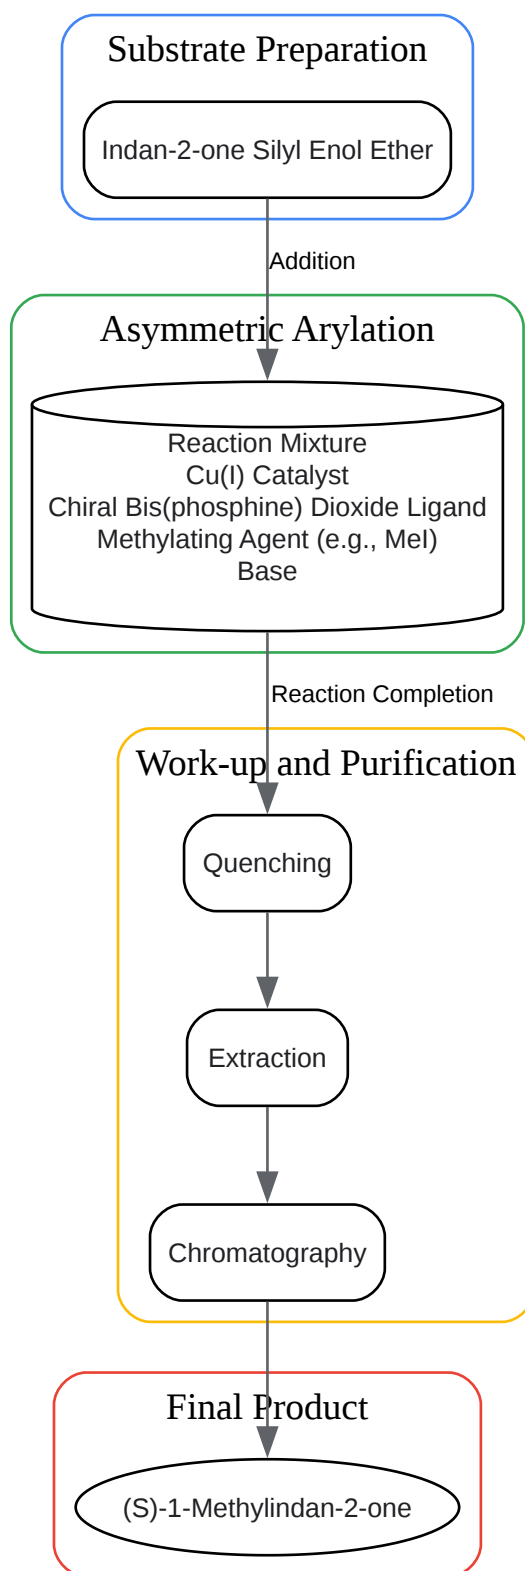 Substrate Preparation
Indan-2-one Silyl Enol Ether
Addition
Asymmetric Arylation
Reaction Mixture
Cu(I) Catalyst
Chiral Bis(phosphine) Dioxide Ligand
Methylating Agent (e.g., MeI)
Base
Reaction Completion
Work-up and Purification
Quenching
Extraction
Chromatography
Final Product
(S)-1-Methylindan-2-one